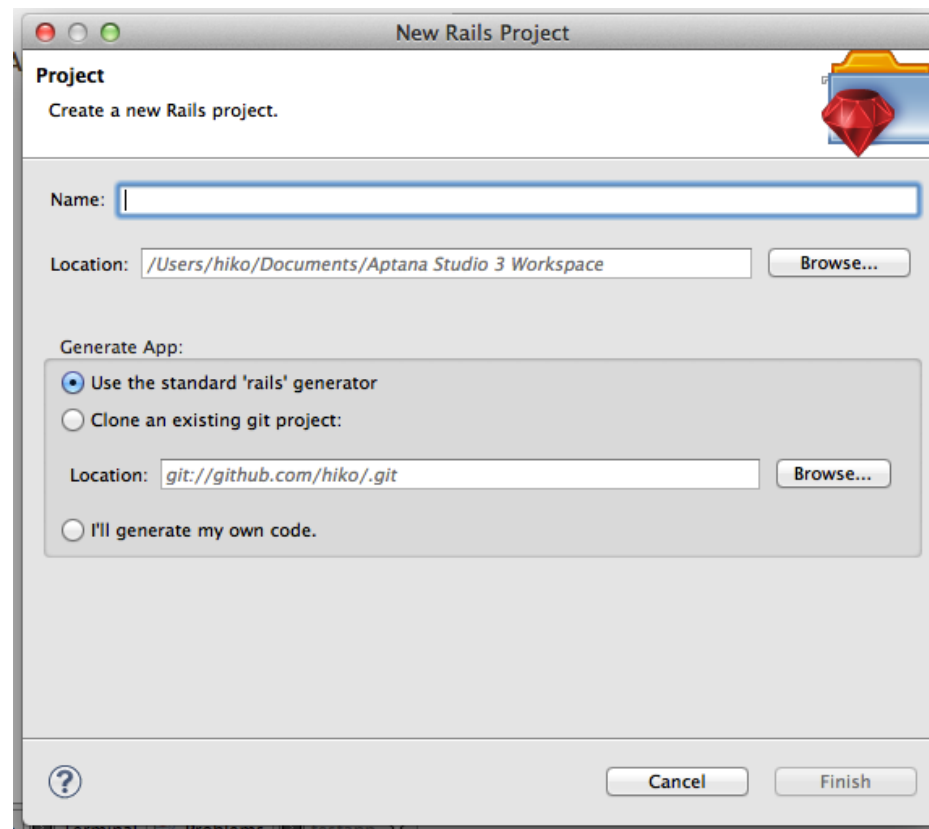 New Rails Project
Project
Create a new Rails project.
Name:
Location: /Users/hiko/Documents/Aptana Studio 3 Workspace Browse...
Generate App:
Use the standard 'rails' generator
Clone an existing git project:
Location: git://github.com/hiko/.git Browse...
I'll generate my own code.
? Cancel Finish
Terminal Problems